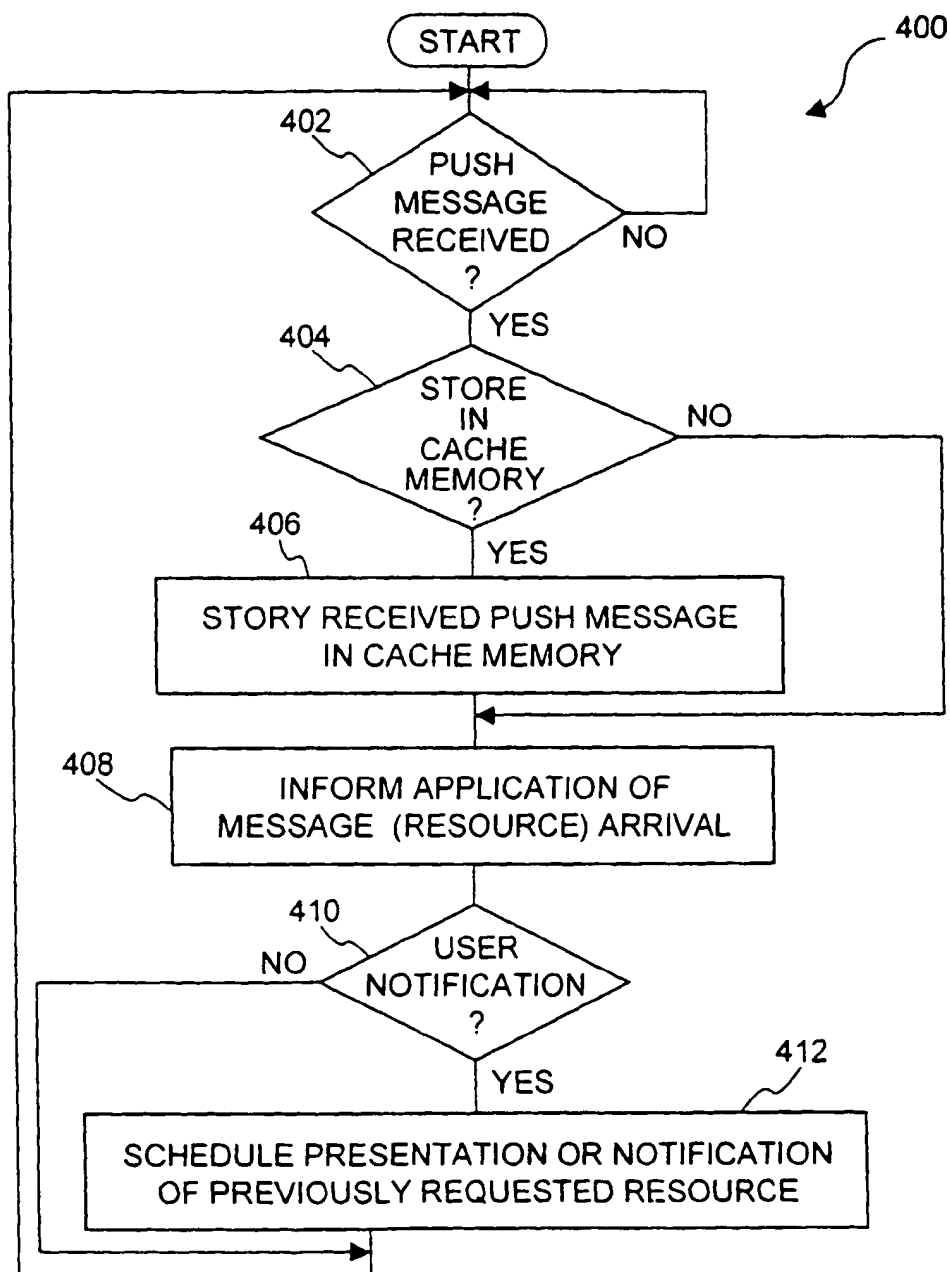 START
400
402
PUSH
MESSAGE
RECEIVED
?
NO
YES
404
STORE
IN
CACHE
MEMORY
?
NO
YES
406
STORY RECEIVED PUSH MESSAGE
IN CACHE MEMORY
408
INFORM APPLICATION OF
MESSAGE (RESOURCE) ARRIVAL
410
USER
NOTIFICATION
?
NO
YES
412
SCHEDULE PRESENTATION OR NOTIFICATION
OF PREVIOUSLY REQUESTED RESOURCE